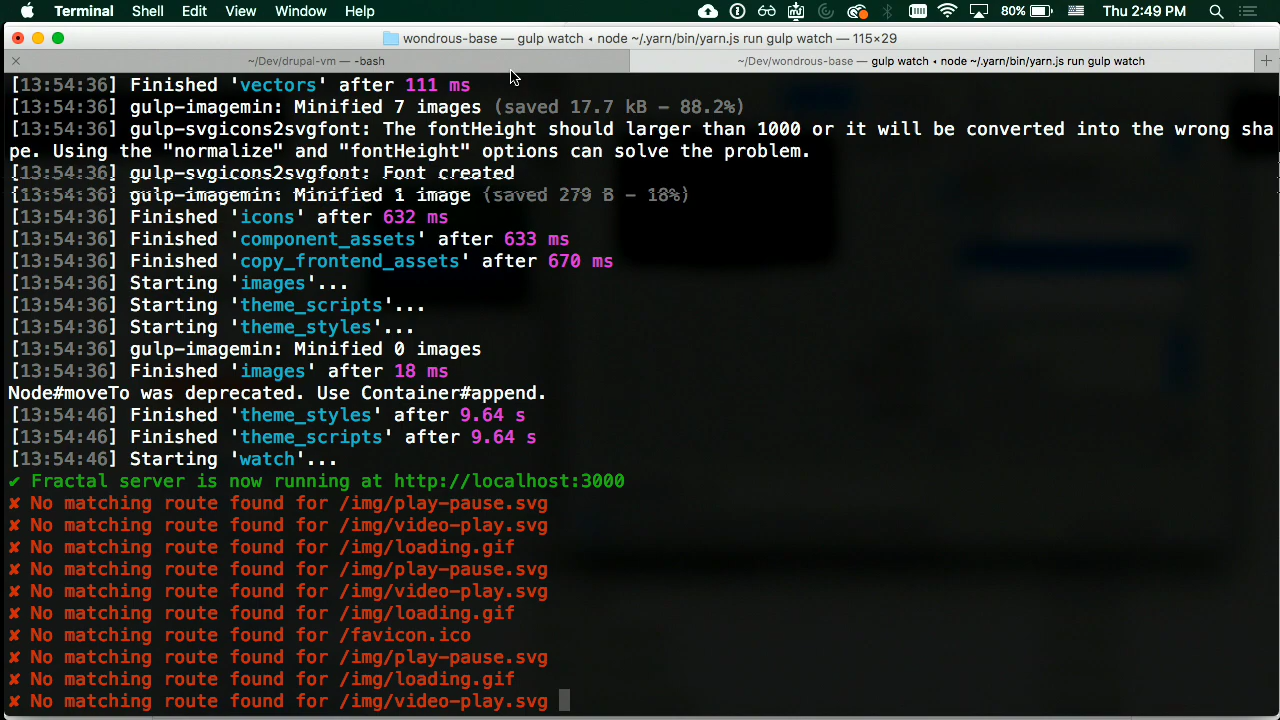 Terminal Shell Edit View Window Help 80% Thu 2:49 PM
wondrous-base — gulp watch ◂ node ~/.yarn/bin/yarn.js run gulp watch — 115×29
~/Dev/drupal-vm — -bash
~/Dev/wondrous-base — gulp watch ◂ node ~/.yarn/bin/yarn.js run gulp watch
[13:54:36] Finished 'vectors' after 111 ms
[13:54:36] gulp-imagemin: Minified 7 images (saved 17.7 kB - 88.2%)
[13:54:36] gulp-svgicons2svgfont: The fontHeight should larger than 1000 or it will be converted into the wrong sha
pe. Using the "normalize" and "fontHeight" options can solve the problem.
[13:54:36] gulp-svgicons2svgfont: Font created
[13:54:36] gulp-imagemin: Minified 1 image (saved 279 B - 18%)
[13:54:36] Finished 'icons' after 632 ms
[13:54:36] Finished 'component_assets' after 633 ms
[13:54:36] Finished 'copy_frontend_assets' after 670 ms
[13:54:36] Starting 'images'...
[13:54:36] Starting 'theme_scripts'...
[13:54:36] Starting 'theme_styles'...
[13:54:36] gulp-imagemin: Minified 0 images
[13:54:36] Finished 'images' after 18 ms
Node#moveTo was deprecated. Use Container#append.
[13:54:46] Finished 'theme_styles' after 9.64 s
[13:54:46] Finished 'theme_scripts' after 9.64 s
[13:54:46] Starting 'watch'...
✔ Fractal server is now running at http://localhost:3000
✘ No matching route found for /img/play-pause.svg
✘ No matching route found for /img/video-play.svg
✘ No matching route found for /img/loading.gif
✘ No matching route found for /img/play-pause.svg
✘ No matching route found for /img/video-play.svg
✘ No matching route found for /img/loading.gif
✘ No matching route found for /favicon.ico
✘ No matching route found for /img/play-pause.svg
✘ No matching route found for /img/loading.gif
✘ No matching route found for /img/video-play.svg